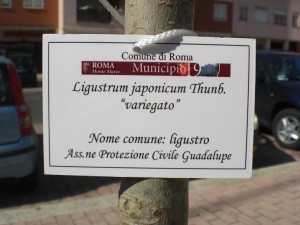 Comune di Roma
ROMA
Monte Mario
Municipio
Ligustrum japonicum Thunb.
"variegato"
Nome comune: ligustro
Ass.ne Protezione Civile Guadalupe